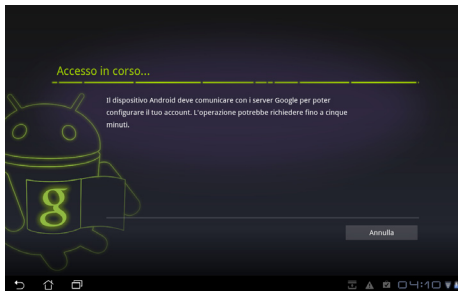 Accesso in corso...
Il dispositivo Android deve comunicare con i server Google per poter
configurare il tuo account. L'operazione potrebbe richiedere fino a cinque
minuti.
g
Annulla
04:10